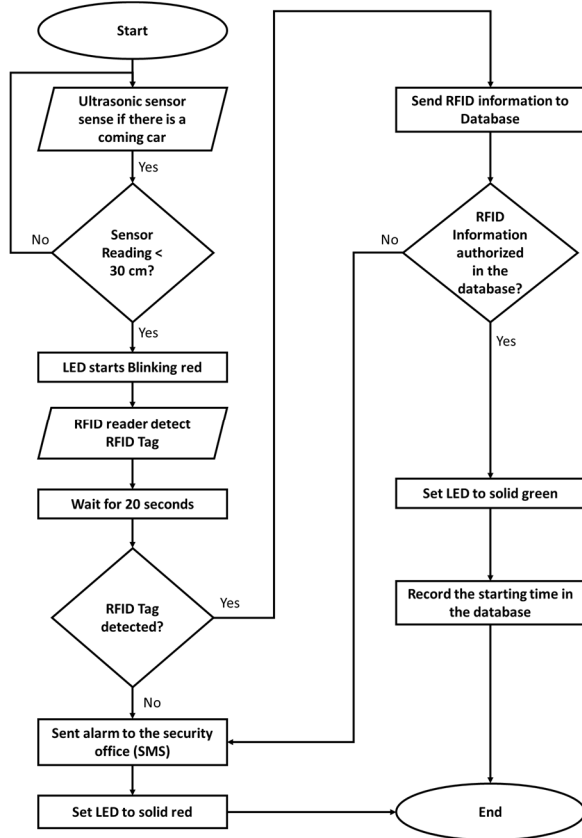 Start
Ultrasonic sensor
sense if there is a
coming car
Yes
Sensor
Reading <
30 cm?
No
Yes
LED starts Blinking red
RFID reader detect
RFID Tag
Wait for 20 seconds
RFID Tag
detected?
Yes
No
Sent alarm to the security
office (SMS)
Set LED to solid red
Send RFID information to
Database
RFID
Information
authorized
in the
database?
No
Yes
Set LED to solid green
Record the starting time in
the database
End